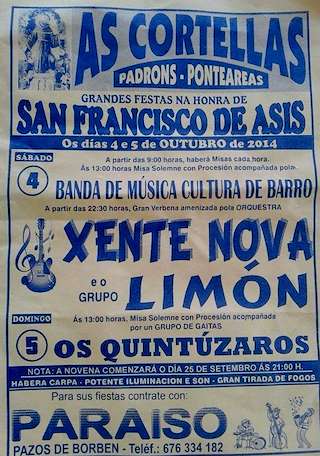 AS CORTELLAS
PADRONS - PONTEAREAS
GRANDES FESTAS NA HONRA DE
SAN FRANCISCO DE ASIS
Os días 4 e 5 de OUTUBRO de 2014
SÁBADO
4
A partir das 9:00 horas, haberá Misas cada hora.
Ás 13:00 horas Misa Solemne con Procesión acompañada pola:
BANDA DE MÚSICA CULTURA DE BARRO
A partir das 22:30 horas, Gran Verbena amenizada pola ORQUESTRA
XENTE NOVA
e o
GRUPO
LIMÓN
DOMINGO
5
Ás 13:00 horas, Misa Solemne con Procesión acompañada
por un GRUPO DE GAITAS
OS QUINTÚZAROS
NOTA: A NOVENA COMENZARÁ O DÍA 25 DE SETEMBRO ÁS 21:00 H.
HABERA CARPA - POTENTE ILUMINACION E SON - GRAN TIRADA DE FOGOS
Para sus fiestas contrate con:
PARAISO
PAZOS DE BORBEN - Teléf.: 676 334 182